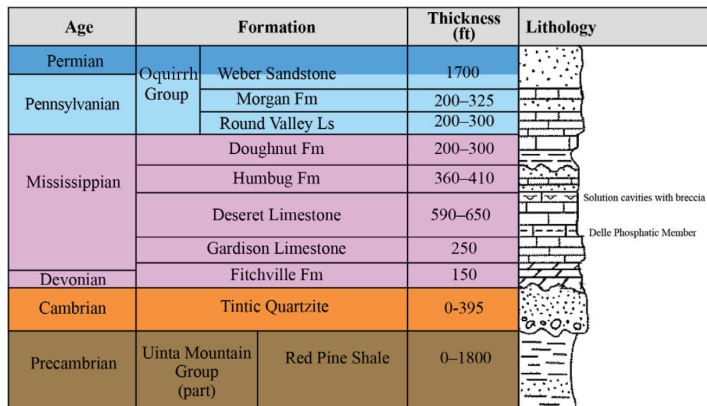 Age Formation Thickness (ft) Lithology
Permian
Oquirrh Group
Weber Sandstone 1700
Pennsylvanian
Morgan Fm 200–325
Round Valley Ls 200–300
Mississippian
Doughnut Fm 200–300
Humbug Fm 360–410
Solution cavities with breccia
Deseret Limestone 590–650
Delle Phosphatic Member
Gardison Limestone 250
Devonian
Fitchville Fm 150
Cambrian Tintic Quartzite 0-395
Precambrian
Uinta Mountain Group (part)
Red Pine Shale 0–1800